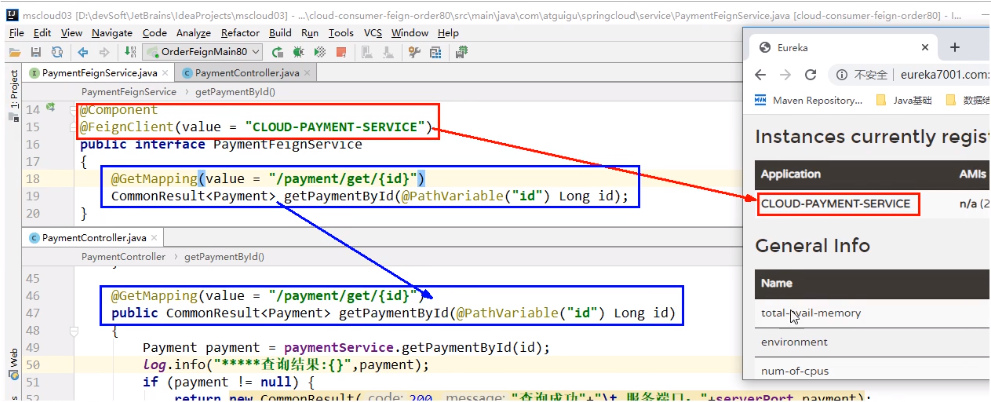 mscloud03 [D:\devSoft\JetBrains\IdeaProjects\mscloud03] - ...\cloud-consumer-feign-order80\src\main\java\com\atguigu\springcloud\service\PaymentFeignService.java [cloud-consumer-feign-order80] - I...
File Edit View Navigate Code Analyze Refactor Build Run Tools VCS Window Help
OrderFeignMain80
PaymentFeignService.java PaymentController.java
PaymentFeignService getPaymentById()
1: Project
14 @Component
15 @FeignClient(value = "CLOUD-PAYMENT-SERVICE")
16 public interface PaymentFeignService
17 {
18 @GetMapping(value = "/payment/get/{id}")
19 CommonResult<Payment> getPaymentById(@PathVariable("id") Long id);
20 }
PaymentController.java
PaymentController getPaymentById()
45
46 @GetMapping(value = "/payment/get/{id}")
47 public CommonResult<Payment> getPaymentById(@PathVariable("id") Long id)
48 {
49 Payment payment = paymentService.getPaymentById(id);
50 log.info("*****查询结果:{}",payment);
51 if (payment != null) {
52 return new CommonResult( code: 200, message: "查询成功"+"\t 服务端口: "+serverPort,payment);
Web
Eureka
不安全 eureka7001.com:
Maven Repository... Java基础 数据结
Instances currently regis
Application AMIs
CLOUD-PAYMENT-SERVICE n/a (2
General Info
Name
total-avail-memory
environment
num-of-cpus